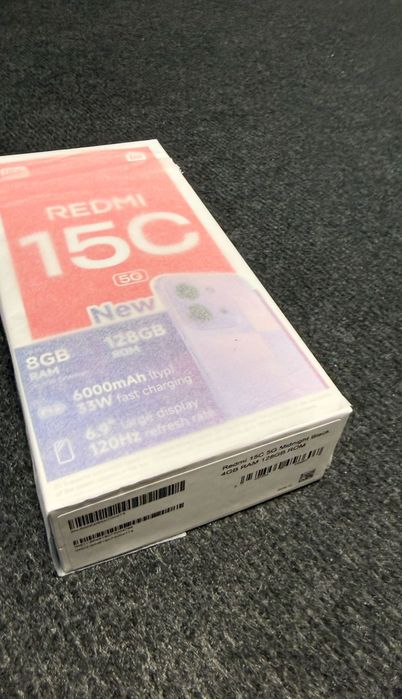 REDMI
15C
5G
New
8GB
RAM
128GB
ROM
6000mAh (typ)
33W fast charging
6.9" large display
120Hz refresh rate
Redmi 15C 5G Midnight Black
4GB RAM 128GB ROM